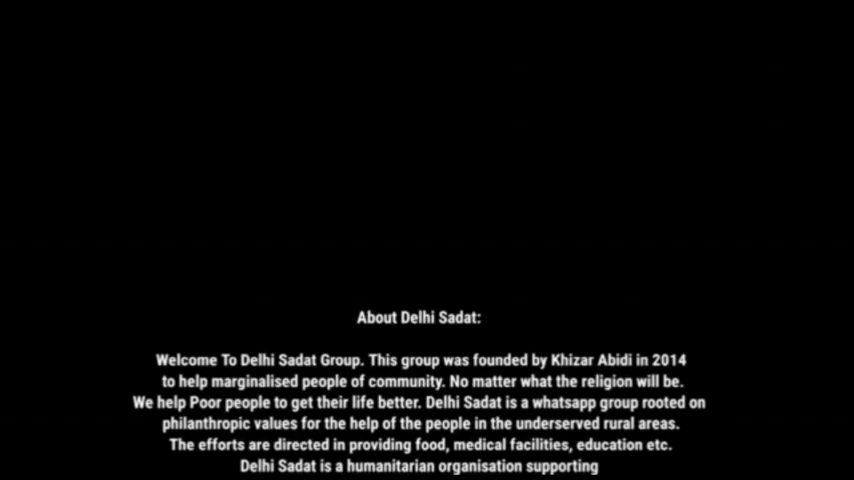 About Delhi Sadat:
Welcome To Delhi Sadat Group. This group was founded by Khizar Abidi in 2014
to help marginalised people of community. No matter what the religion will be.
We help Poor people to get their life better. Delhi Sadat is a whatsapp group rooted on
philanthropic values for the help of the people in the underserved rural areas.
The efforts are directed in providing food, medical facilities, education etc.
Delhi Sadat is a humanitarian organisation supporting